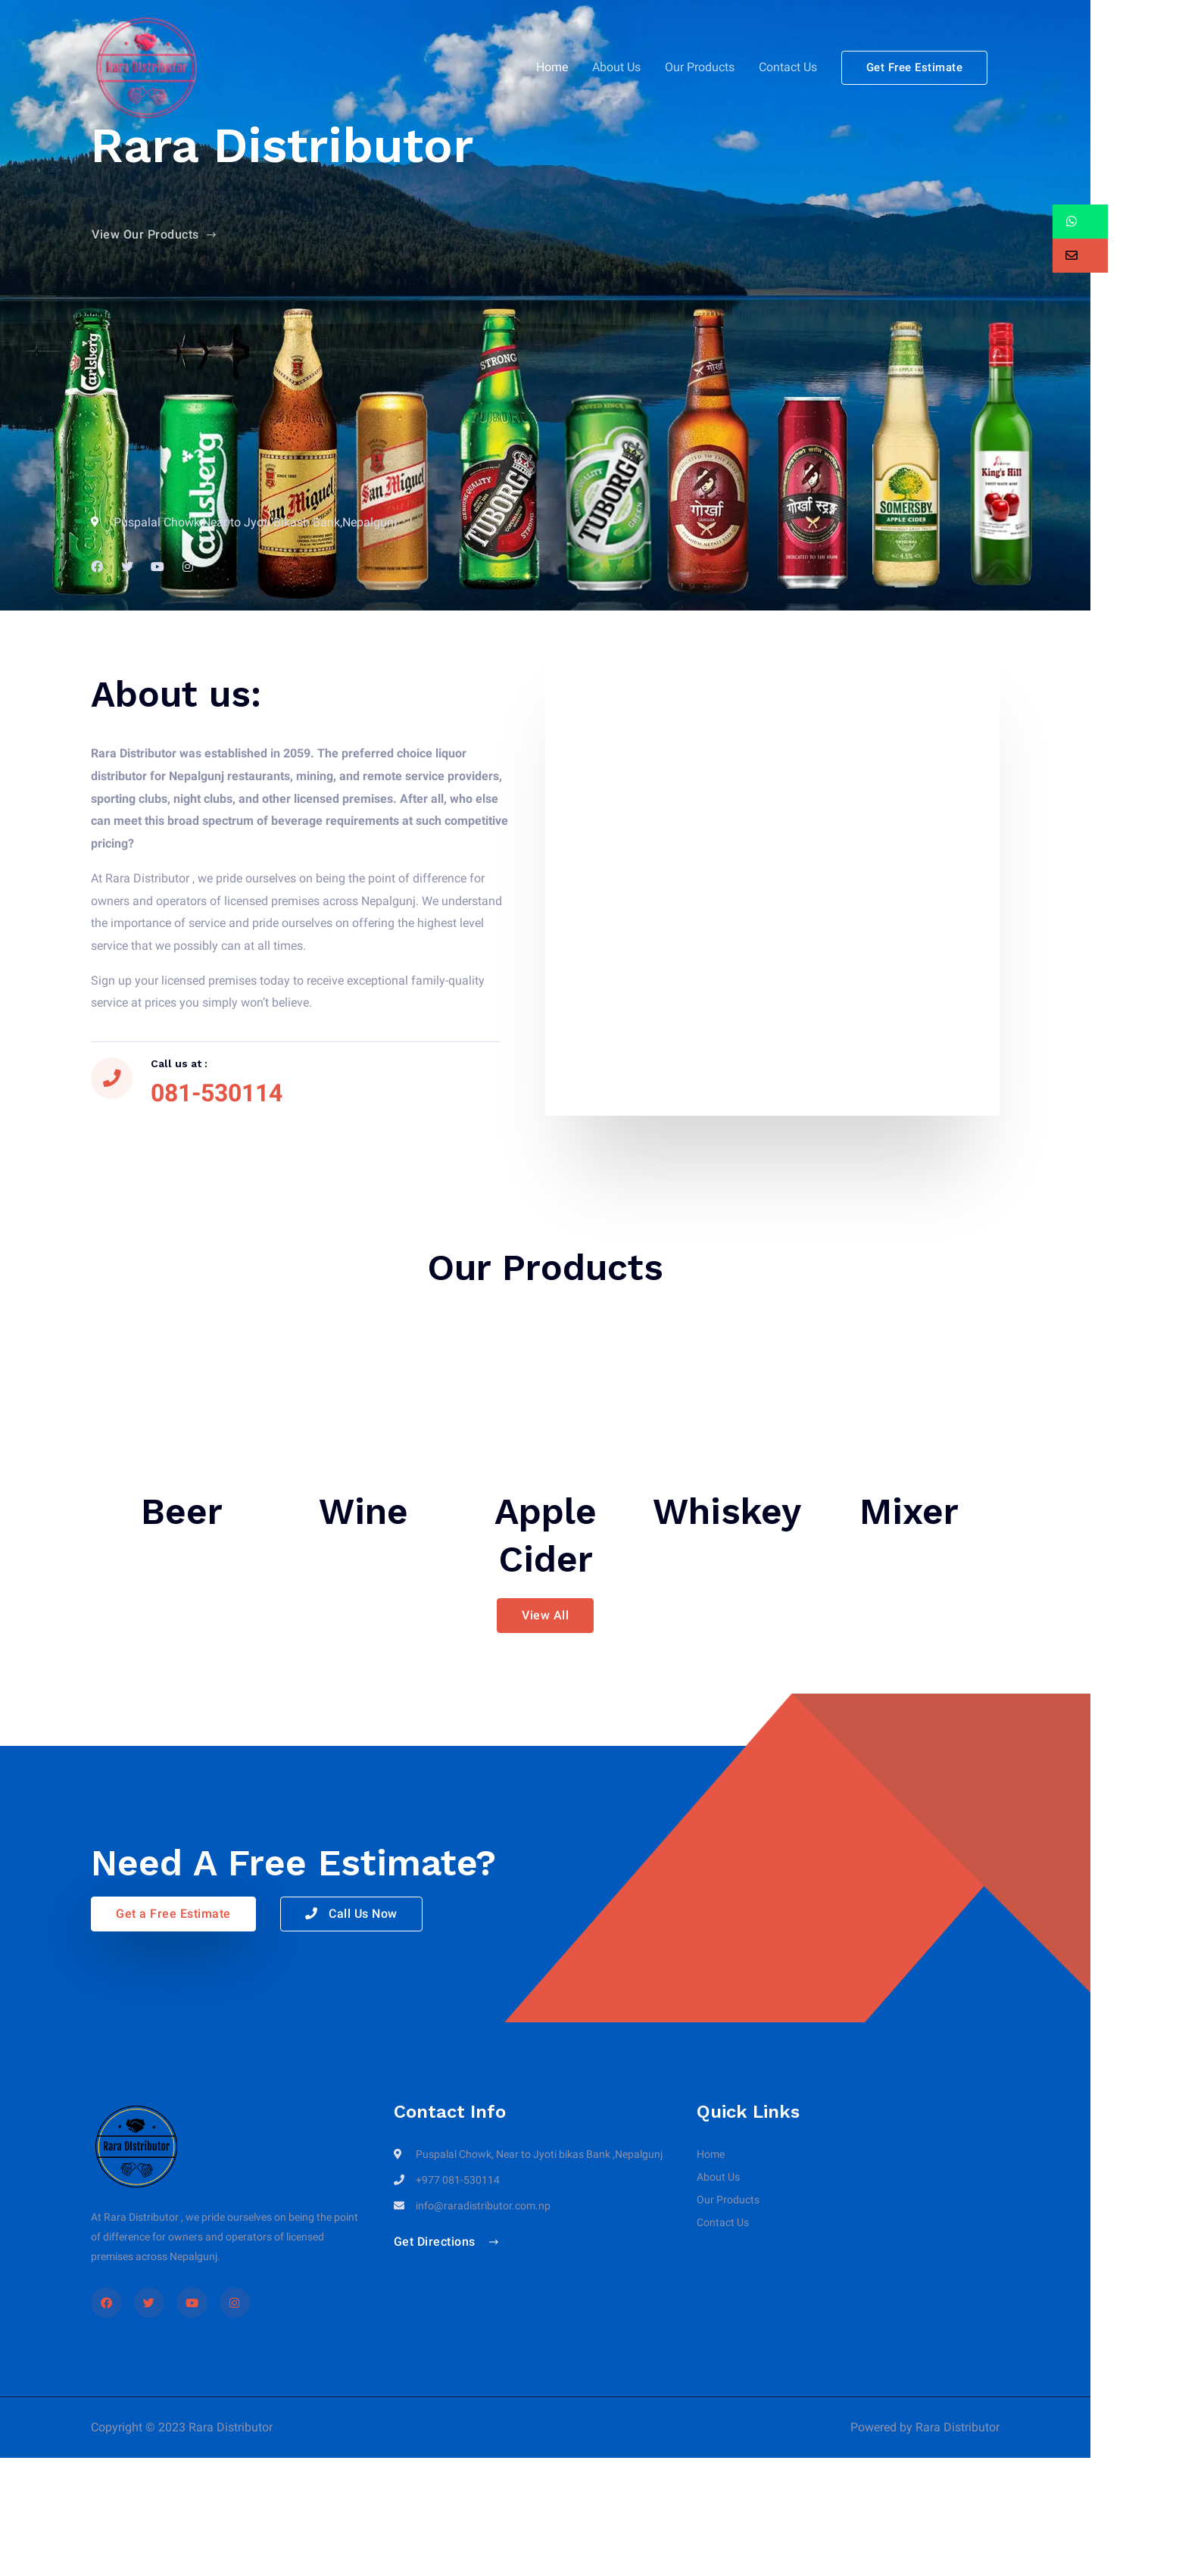 Rara Distributor
Home
About Us
Our Products
Contact Us
Get Free Estimate
Rara Distributor
View Our Products →
Carlsberg
Carlsberg
San Miguel
San Miguel
STRONG
TUBORG
GENUINE QUALITY
STRONG
TUBORG
GREEN
गोर्खा
गोर्खा
गोर्खा स्ट्रङ्ग
DEDICATED TO THE BRAVE
SOMERSBY
APPLE CIDER
ALC 4.5%
King's Hill
Puspalal Chowk,Near to Jyoti Bikash Bank,Nepalgunj
About us:
Rara Distributor was established in 2059. The preferred choice liquor
distributor for Nepalgunj restaurants, mining, and remote service providers,
sporting clubs, night clubs, and other licensed premises. After all, who else
can meet this broad spectrum of beverage requirements at such competitive
pricing?
At Rara Distributor , we pride ourselves on being the point of difference for
owners and operators of licensed premises across Nepalgunj. We understand
the importance of service and pride ourselves on offering the highest level
service that we possibly can at all times.
Sign up your licensed premises today to receive exceptional family-quality
service at prices you simply won't believe.
Call us at :
081-530114
Our Products
Beer
Wine
Apple
Cider
Whiskey
Mixer
View All
Need A Free Estimate?
Get a Free Estimate
Call Us Now
Rara Distributor
At Rara Distributor , we pride ourselves on being the point
of difference for owners and operators of licensed
premises across Nepalgunj.
Contact Info
Puspalal Chowk, Near to Jyoti bikas Bank ,Nepalgunj
+977 081-530114
info@raradistributor.com.np
Get Directions →
Quick Links
Home
About Us
Our Products
Contact Us
Copyright © 2023 Rara Distributor
Powered by Rara Distributor